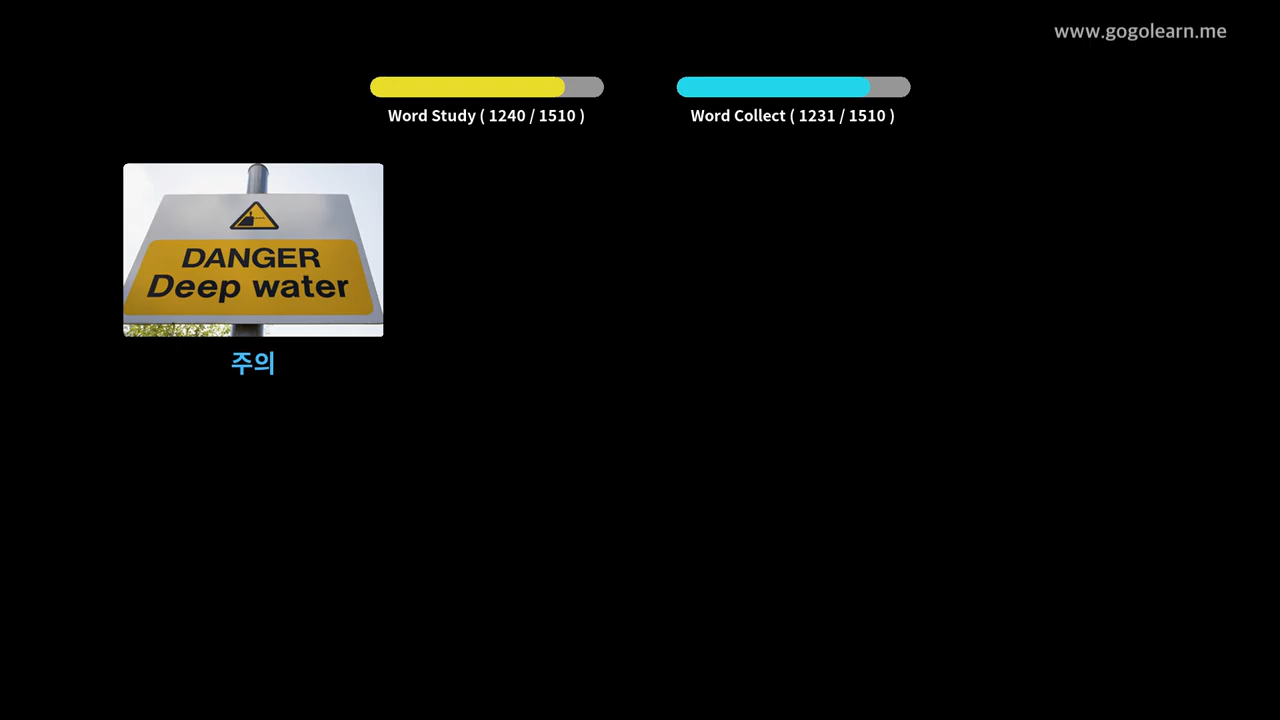 www.gogolearn.me
Word Study ( 1240 / 1510 )
Word Collect ( 1231 / 1510 )
DANGER
Deep water
주의